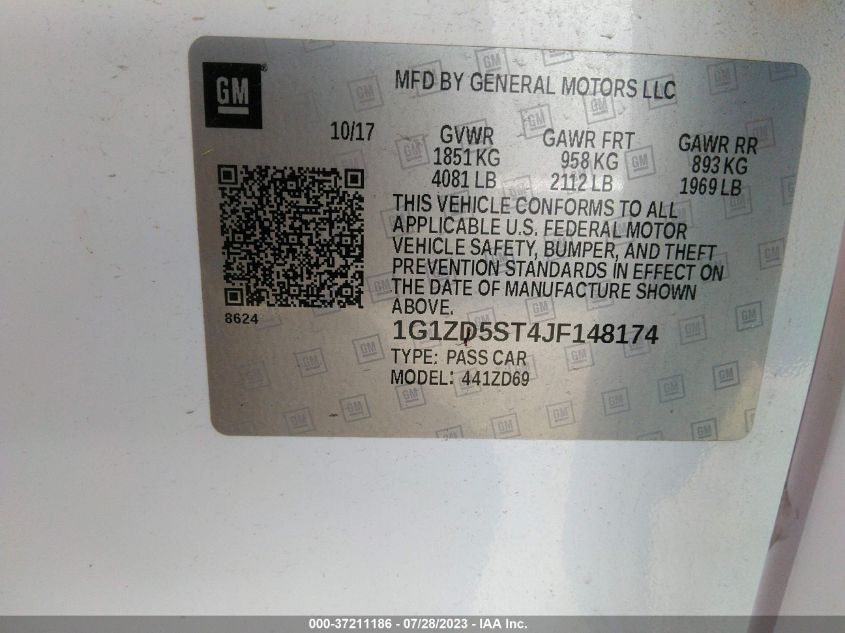 GM
MFD BY GENERAL MOTORS LLC
10/17 GVWR GAWR FRT GAWR RR
1851 KG 958 KG 893 KG
4081 LB 2112 LB 1969 LB
THIS VEHICLE CONFORMS TO ALL
APPLICABLE U.S. FEDERAL MOTOR
VEHICLE SAFETY, BUMPER, AND THEFT
PREVENTION STANDARDS IN EFFECT ON
THE DATE OF MANUFACTURE SHOWN
ABOVE.
8624
1G1ZD5ST4JF148174
TYPE: PASS CAR
MODEL: 441ZD69
000-37211186 / 07/28/2023 / IAA Inc.